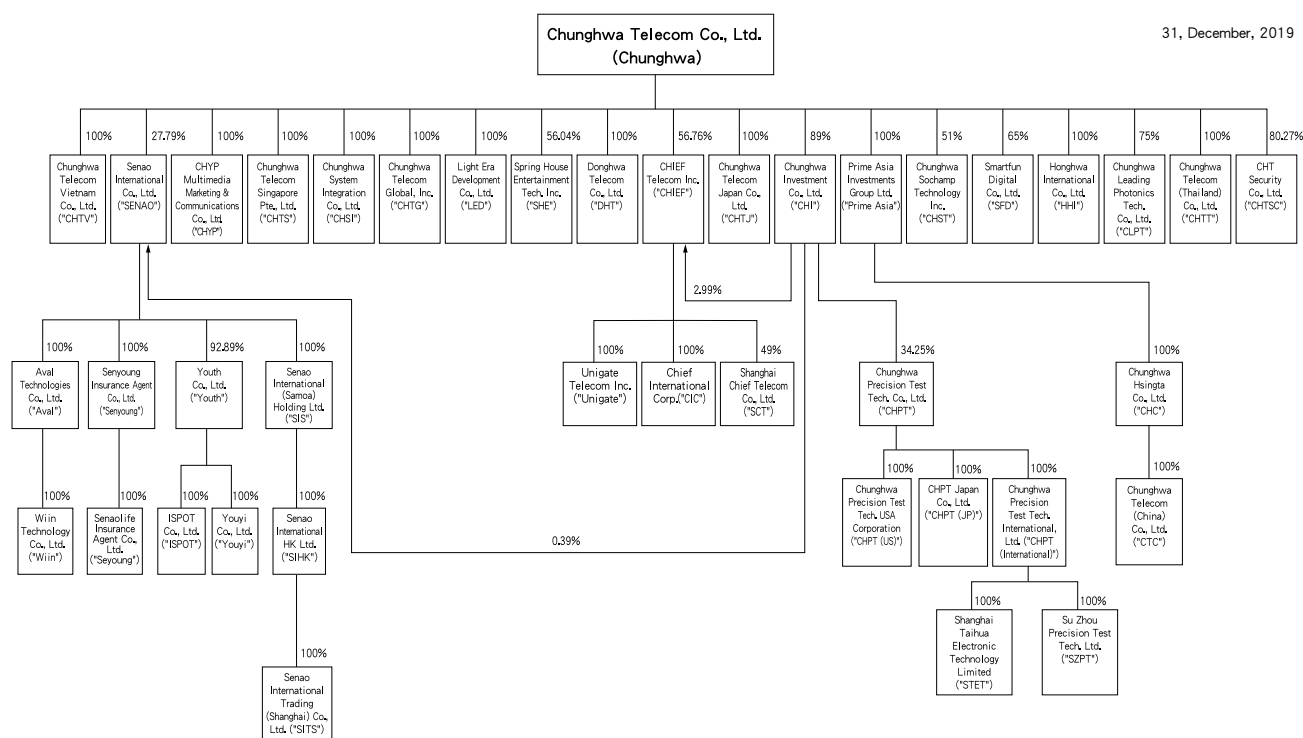 Chunghwa Telecom Co., Ltd.
(Chunghwa)
31, December, 2019
100%
27.79%
100%
100%
100%
100%
100%
56.04%
100%
56.76%
100%
89%
100%
51%
65%
100%
75%
100%
80.27%
Chunghwa
Telecom
Vietnam
Co., Ltd.
("CHTV")
Senao
International
Co., Ltd.
("SENAO")
CHYP
Multimedia
Marketing &
Communications
Co., Ltd.
("CHYP")
Chunghwa
Telecom
Singapore
Pte., Ltd.
("CHTS")
Chunghwa
System
Integration
Co., Ltd.
("CHSI")
Chunghwa
Telecom
Global, Inc.
("CHTG")
Light Era
Development
Co., Ltd.
("LED")
Spring House
Entertainment
Tech. Inc.
("SHE")
Donghwa
Telecom
Co., Ltd.
("DHT")
CHIEF
Telecom Inc.
("CHIEF")
Chunghwa
Telecom
Japan Co., Ltd.
("CHTJ")
Chunghwa
Investment
Co., Ltd.
("CHI")
Prime Asia
Investments
Group Ltd.
("Prime Asia")
Chunghwa
Sochamp
Technology
Inc.
("CHST")
Smartfun
Digital
Co., Ltd.
("SFD")
Honghwa
International
Co., Ltd.
("HHI")
Chunghwa
Leading
Photonics
Tech.
Co., Ltd.
("CLPT")
Chunghwa
Telecom
(Thailand)
Co., Ltd.
("CHTT")
CHT
Security
Co., Ltd.
("CHTSC")
2.99%
100%
100%
92.89%
100%
100%
100%
49%
34.25%
100%
Aval
Technologies
Co., Ltd.
("Aval")
Senyoung
Insurance Agent
Co., Ltd.
("Senyoung")
Youth
Co., Ltd.
("Youth")
Senao
International
(Samoa)
Holding Ltd.
("SIS")
Unigate
Telecom Inc.
("Unigate")
Chief
International
Corp.("CIC")
Shanghai
Chief Telecom
Co., Ltd.
("SCT")
Chunghwa
Precision Test
Tech. Co., Ltd.
("CHPT")
Chunghwa
Hsingta
Co., Ltd.
("CHC")
100%
100%
100%
100%
100%
100%
100%
100%
100%
Wiin
Technology
Co., Ltd.
("Wiin")
Senaolife
Insurance
Agent Co.,
Ltd.
("Seyoung")
ISPOT
Co., Ltd.
("ISPOT")
Youyi
Co., Ltd.
("Youyi")
Senao
International
HK Ltd.
("SIHK")
0.39%
Chunghwa
Precision Test
Tech. USA
Corporation
("CHPT (US)")
CHPT Japan
Co., Ltd.
("CHPT (JP)")
Chunghwa
Precision
Test Tech.
International,
Ltd. ("CHPT
(International)")
Chunghwa
Telecom
(China)
Co., Ltd.
("CTC")
100%
100%
Shanghai
Taihua
Electronic
Technology
Limited
("STET")
Su Zhou
Precision Test
Tech. Ltd.
("SZPT")
100%
Senao
International
Trading
(Shanghai) Co.,
Ltd. ("SITS")